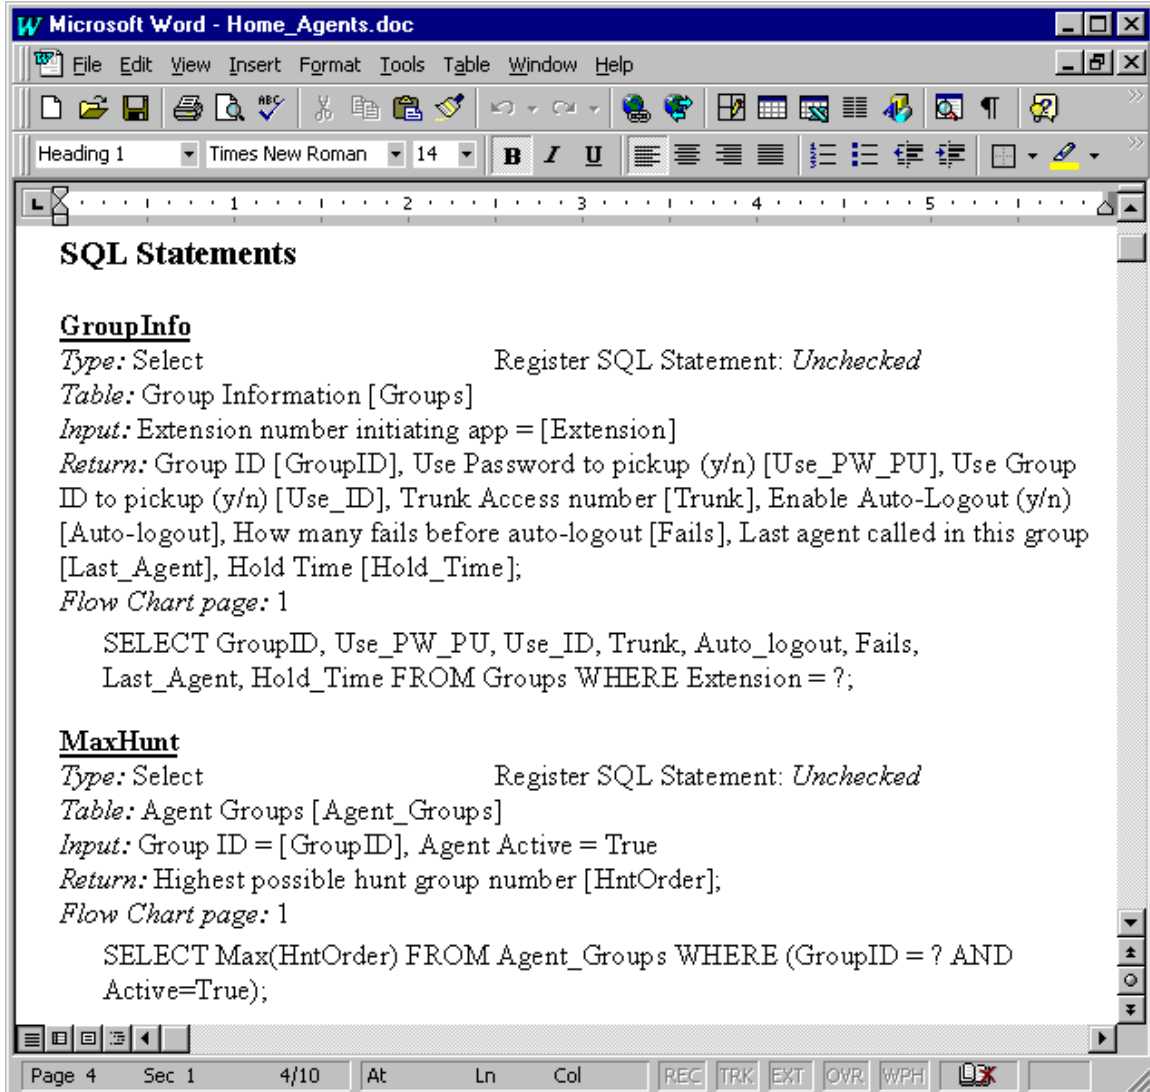 Microsoft Word - Home_Agents.doc
File Edit View Insert Format Tools Table Window Help
Heading 1 Times New Roman 14 B I U
1 2 3 4 5
SQL Statements
GroupInfo
Type: Select Register SQL Statement: Unchecked
Table: Group Information [Groups]
Input: Extension number initiating app = [Extension]
Return: Group ID [GroupID], Use Password to pickup (y/n) [Use_PW_PU], Use Group
ID to pickup (y/n) [Use_ID], Trunk Access number [Trunk], Enable Auto-Logout (y/n)
[Auto-logout], How many fails before auto-logout [Fails], Last agent called in this group
[Last_Agent], Hold Time [Hold_Time];
Flow Chart page: 1
SELECT GroupID, Use_PW_PU, Use_ID, Trunk, Auto_logout, Fails,
Last_Agent, Hold_Time FROM Groups WHERE Extension = ?;
MaxHunt
Type: Select Register SQL Statement: Unchecked
Table: Agent Groups [Agent_Groups]
Input: Group ID = [GroupID], Agent Active = True
Return: Highest possible hunt group number [HntOrder];
Flow Chart page: 1
SELECT Max(HntOrder) FROM Agent_Groups WHERE (GroupID = ? AND
Active=True);
Page 4 Sec 1 4/10 At Ln Col REC TRK EXT OVR WPH